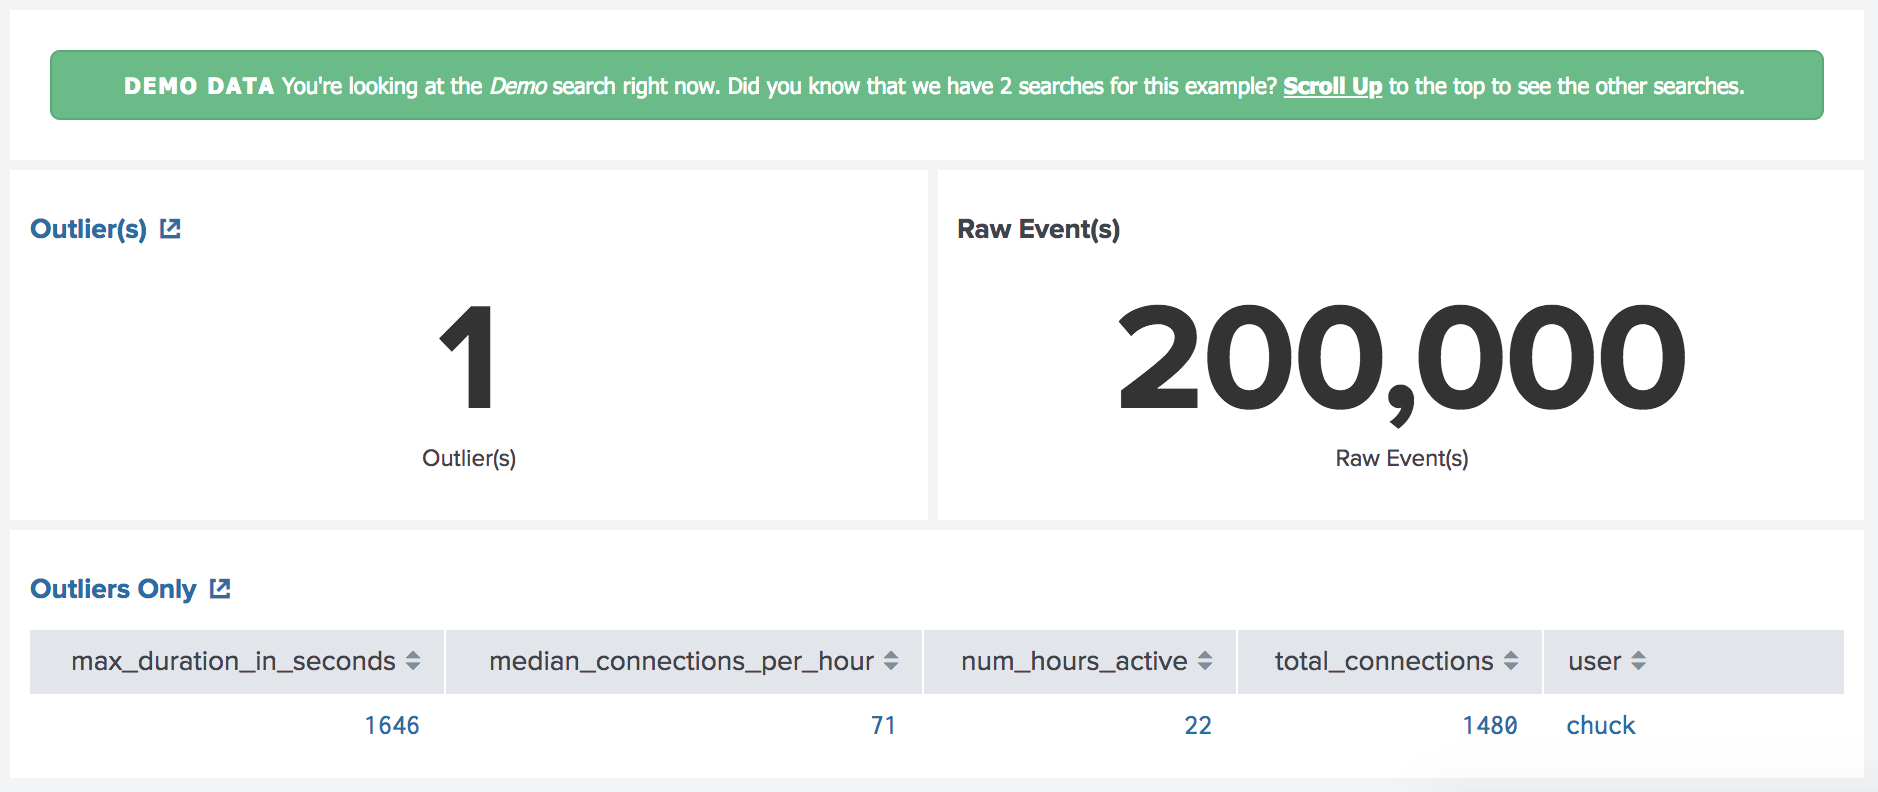 DEMO DATA You're looking at the Demo search right now. Did you know that we have 2 searches for this example? Scroll Up to the top to see the other searches.
Outlier(s)
1
Outlier(s)
Raw Event(s)
200,000
Raw Event(s)
Outliers Only
max_duration_in_seconds median_connections_per_hour num_hours_active total_connections user
1646 71 22 1480 chuck